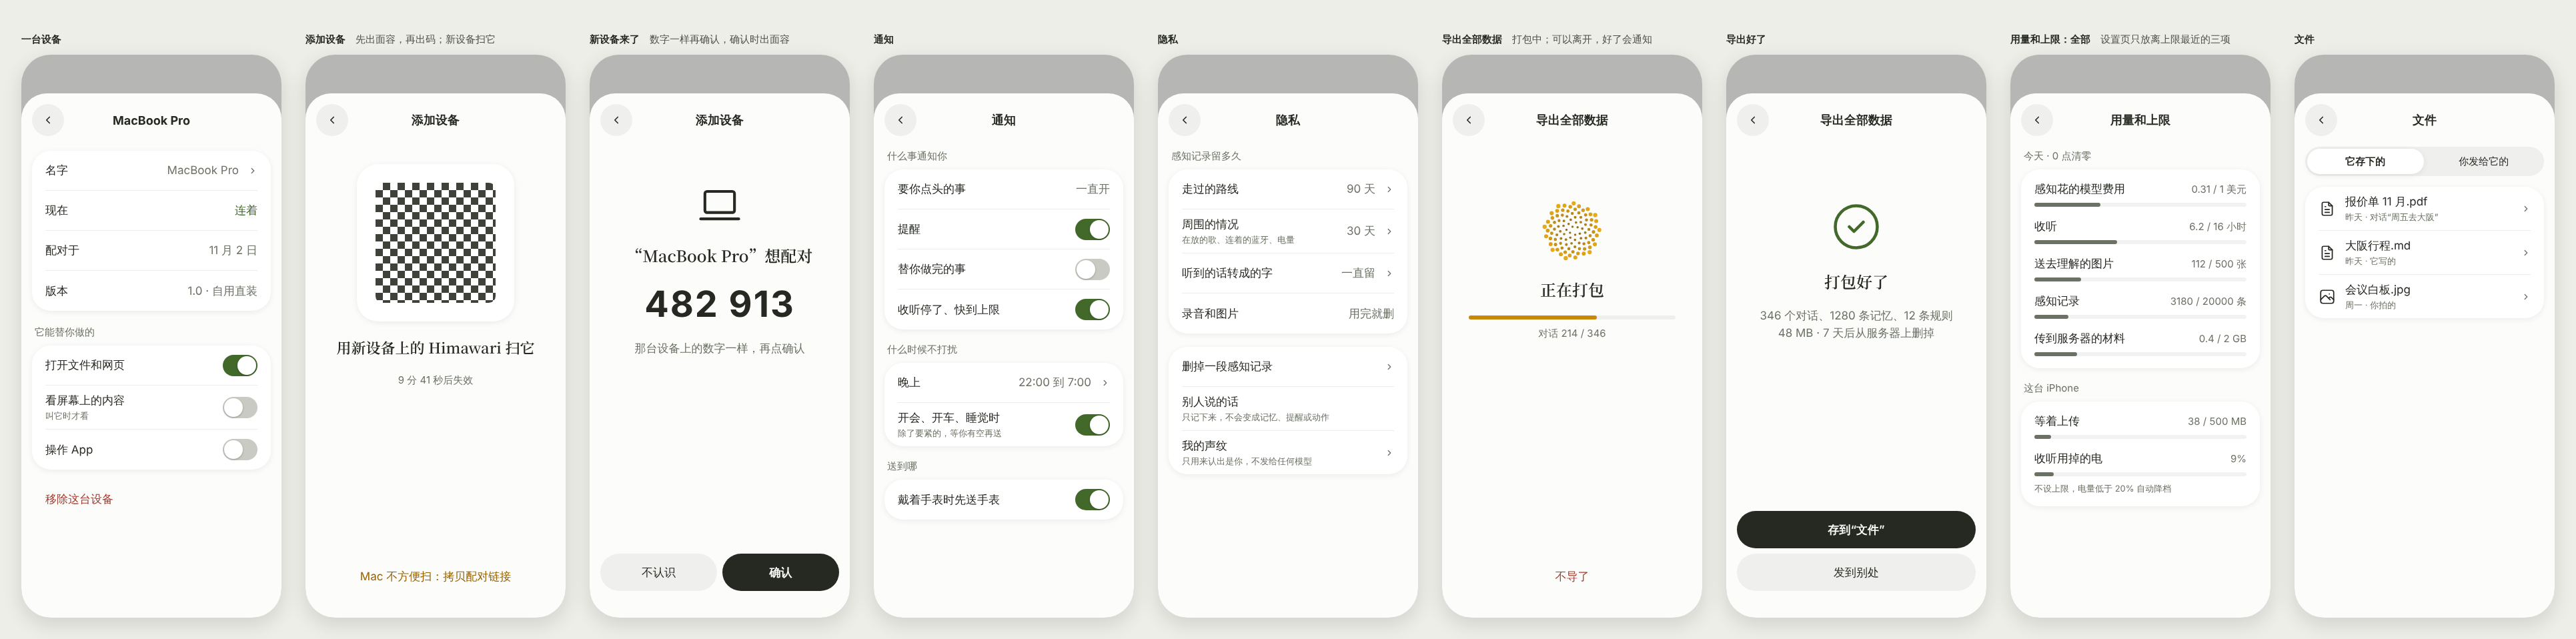 一台设备
MacBook Pro
名字 MacBook Pro
现在 连着
配对于 11 月 2 日
版本 1.0 · 自用直装
它能替你做的
打开文件和网页
看屏幕上的内容
叫它时才看
操作 App
移除这台设备
添加设备 先出面容，再出码；新设备扫它
添加设备
用新设备上的 Himawari 扫它
9 分 41 秒后失效
Mac 不方便扫：拷贝配对链接
新设备来了 数字一样再确认，确认时出面容
添加设备
“MacBook Pro”想配对
482 913
那台设备上的数字一样，再点确认
不认识 确认
通知
通知
什么事通知你
要你点头的事 一直开
提醒
替你做完的事
收听停了、快到上限
什么时候不打扰
晚上 22:00 到 7:00
开会、开车、睡觉时
除了要紧的，等你有空再送
送到哪
戴着手表时先送手表
隐私
隐私
感知记录留多久
走过的路线 90 天
周围的情况 30 天
在放的歌、连着的蓝牙、电量
听到的话转成的字 一直留
录音和图片 用完就删
删掉一段感知记录
别人说的话
只记下来，不会变成记忆、提醒或动作
我的声纹
只用来认出是你，不发给任何模型
导出全部数据 打包中；可以离开，好了会通知
导出全部数据
正在打包
对话 214 / 346
不导了
导出好了
导出全部数据
打包好了
346 个对话、1280 条记忆、12 条规则
48 MB · 7 天后从服务器上删掉
存到“文件”
发到别处
用量和上限：全部 设置页只放离上限最近的三项
用量和上限
今天 · 0 点清零
感知花的模型费用 0.31 / 1 美元
收听 6.2 / 16 小时
送去理解的图片 112 / 500 张
感知记录 3180 / 20000 条
传到服务器的材料 0.4 / 2 GB
这台 iPhone
等着上传 38 / 500 MB
收听用掉的电 9%
不设上限，电量低于 20% 自动降档
文件
文件
它存下的 你发给它的
报价单 11 月.pdf
昨天 · 对话“周五去大阪”
大阪行程.md
昨天 · 它写的
会议白板.jpg
周一 · 你拍的